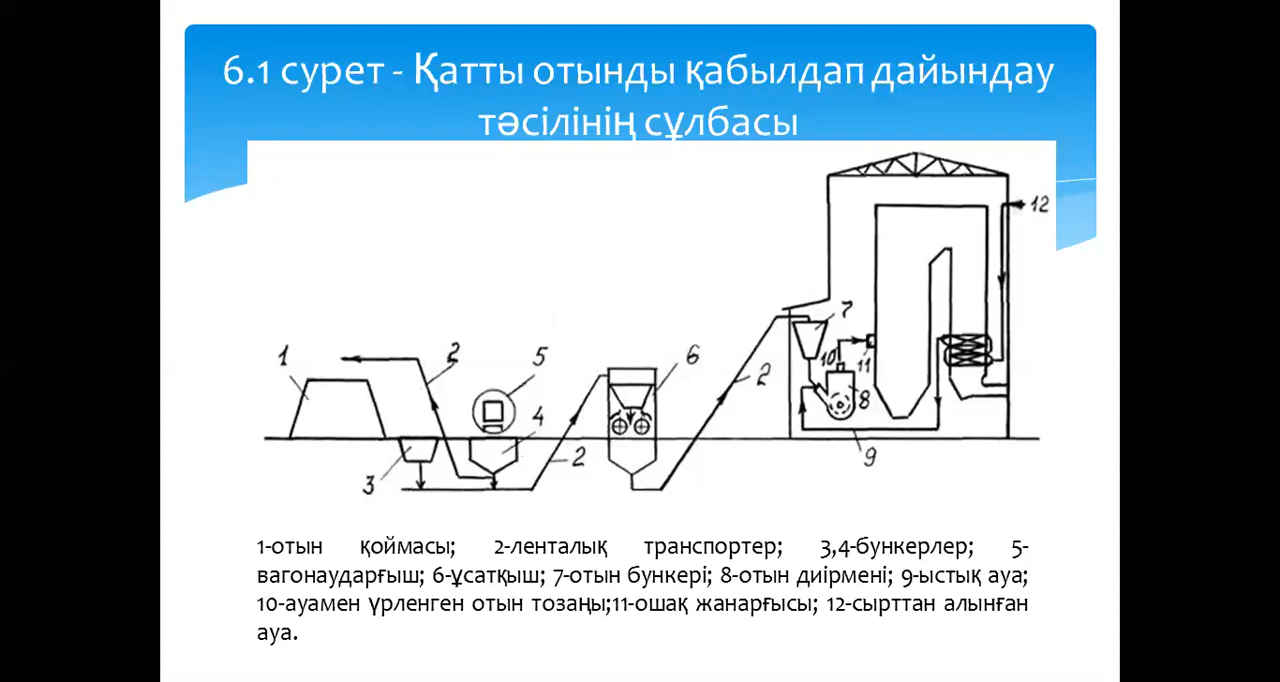 6.1 сурет - Қатты отынды қабылдап дайындау
тәсілінің сұлбасы
12
7
1
2
5
6
10
11
2
8
4
3
2
9
1-отын қоймасы; 2-ленталық транспортер; 3,4-бункерлер; 5-
вагонаударғыш; 6-ұсатқыш; 7-отын бункері; 8-отын диірмені; 9-ыстық ауа;
10-ауамен үрленген отын тозаңы;11-ошақ жанарғысы; 12-сырттан алынған
ауа.